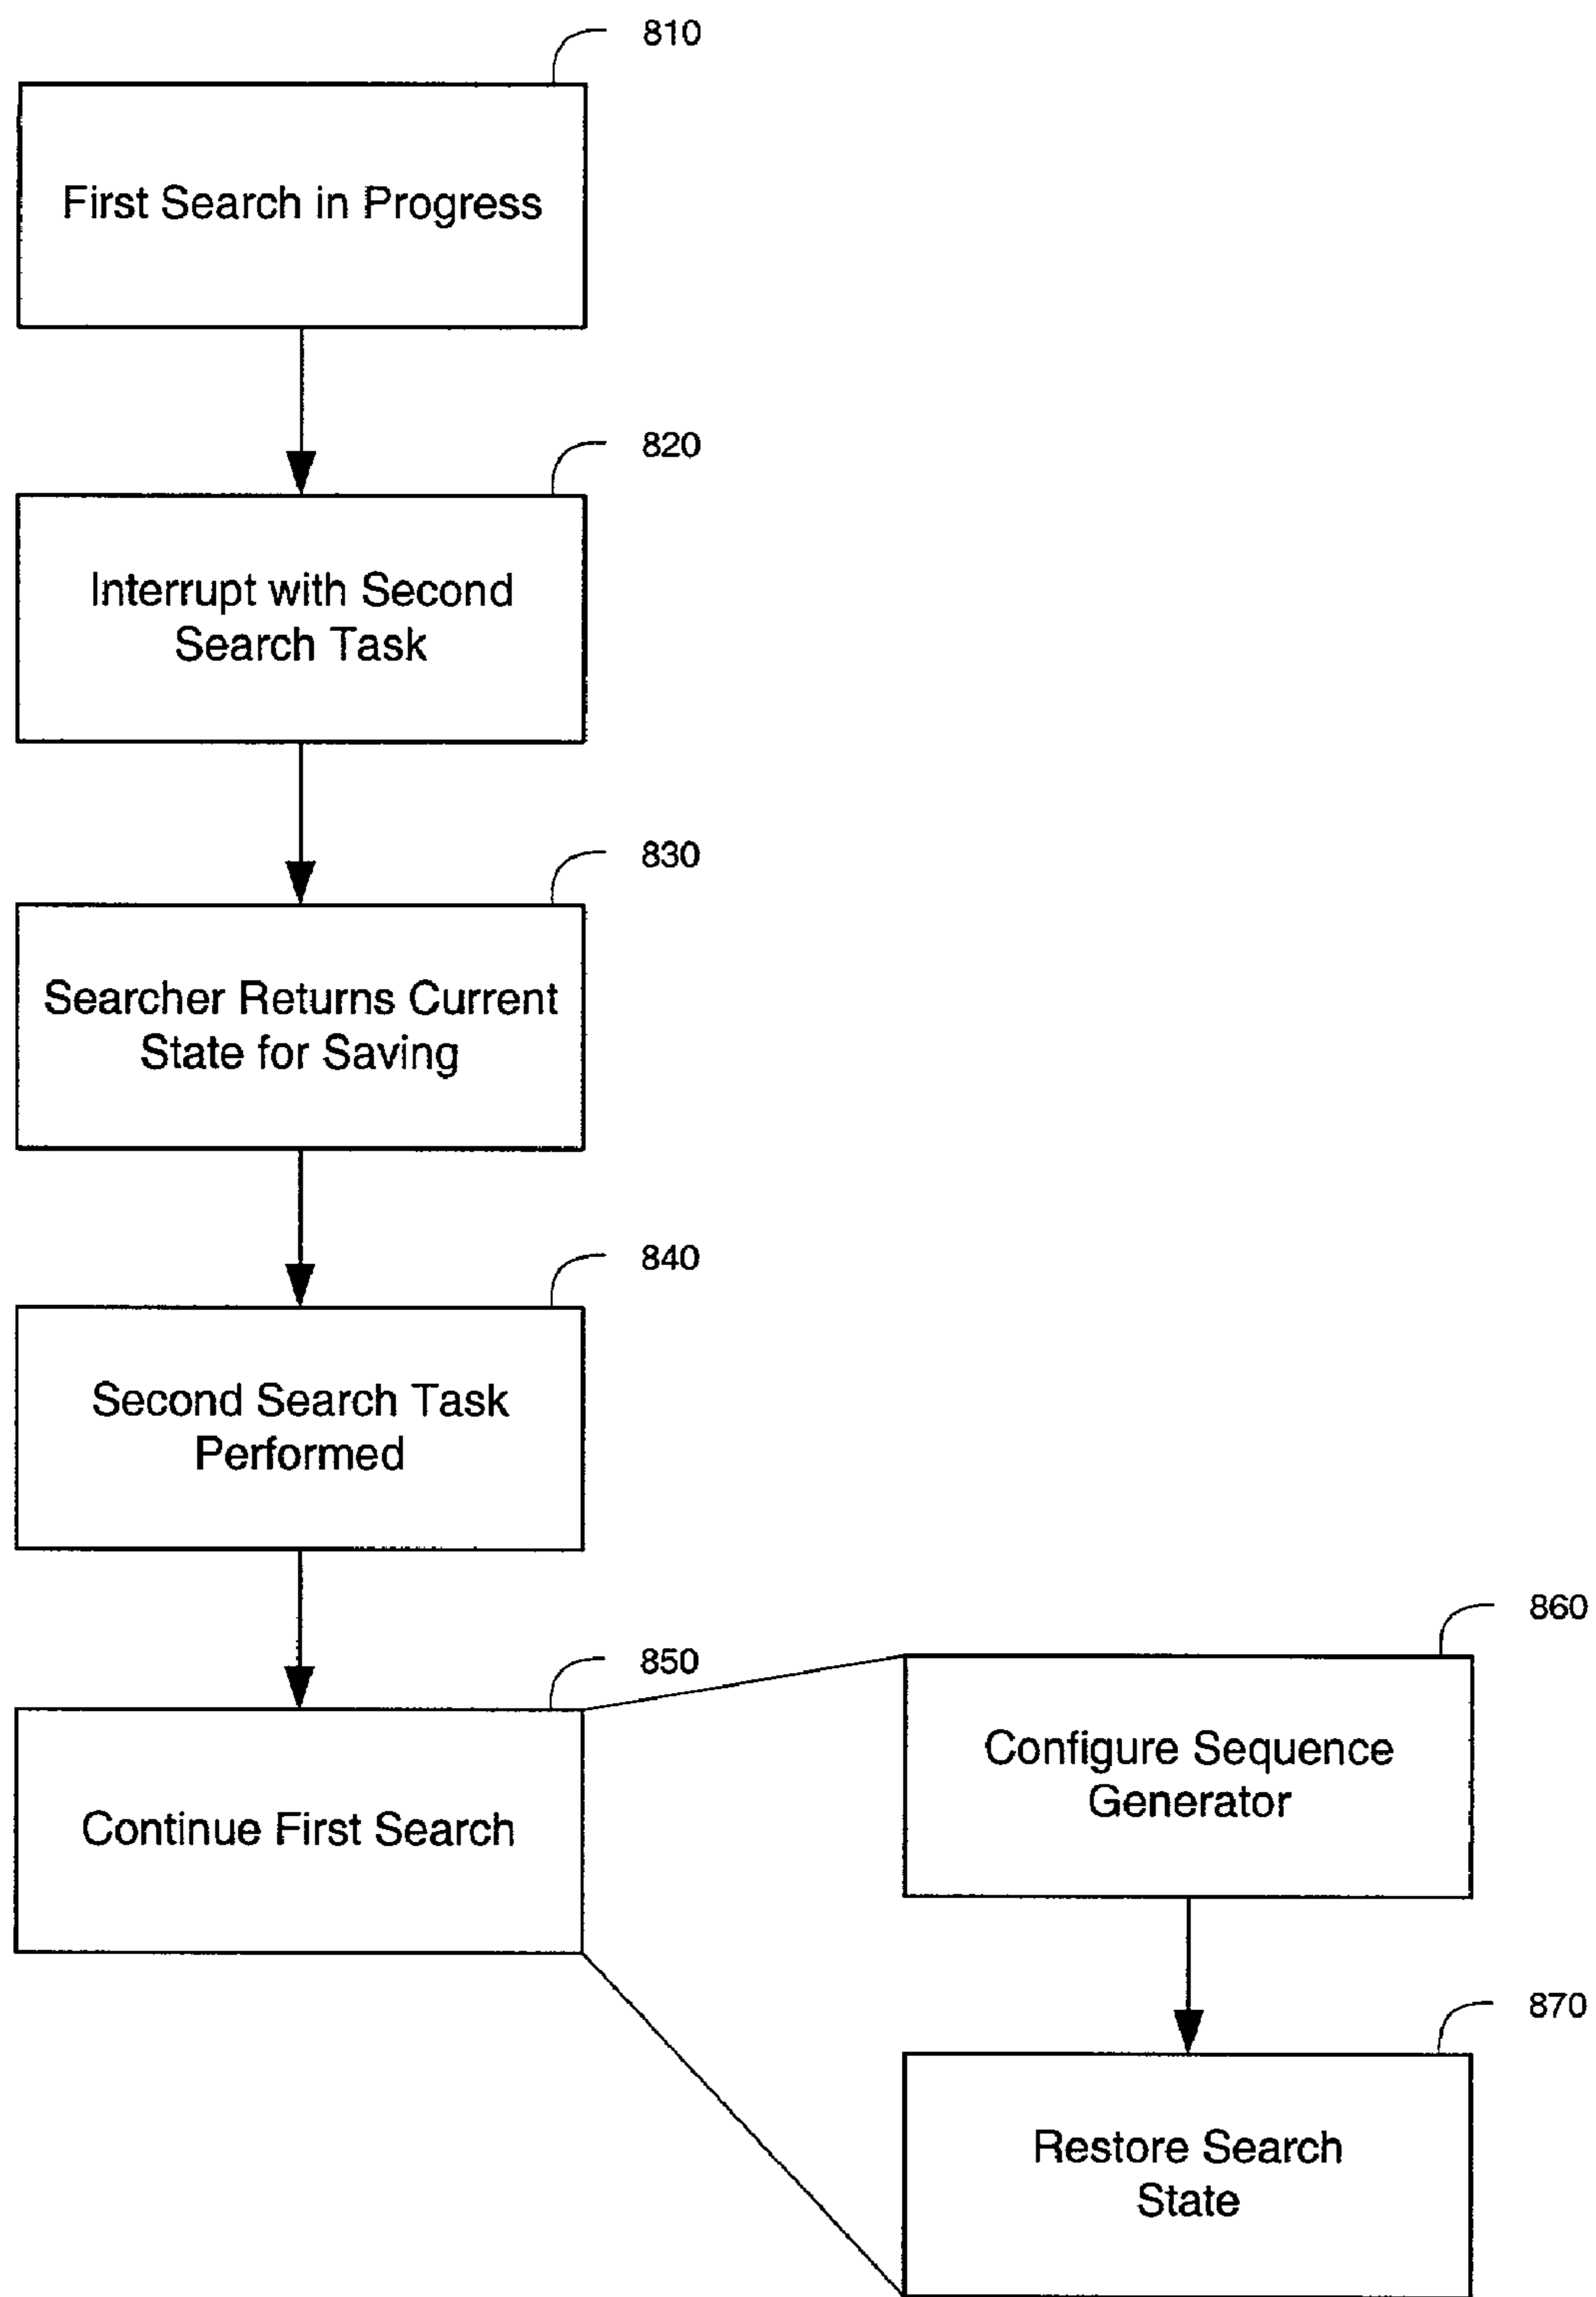 810
First Search in Progress
820
Interrupt with Second
Search Task
830
Searcher Returns Current
State for Saving
840
Second Search Task
Performed
850
Continue First Search
860
Configure Sequence
Generator
870
Restore Search
State